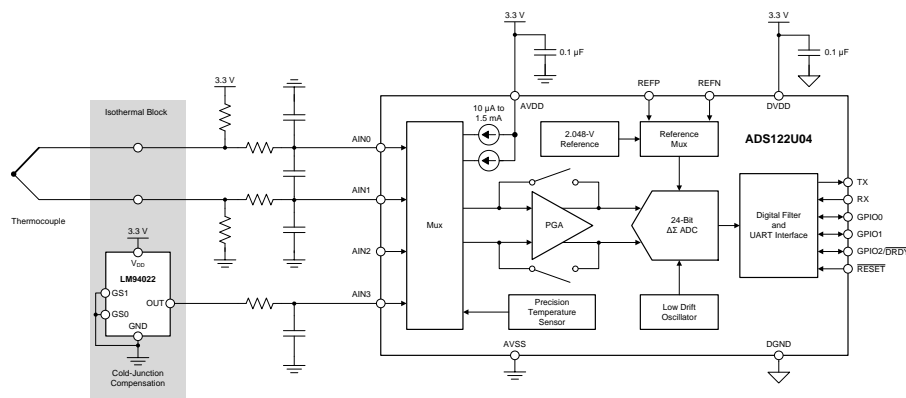 3.3 V
3.3 V
0.1 µF
0.1 µF
3.3 V
Isothermal Block
10 µA to
1.5 mA
AVDD
REFP
REFN
DVDD
2.048-V
Reference
Reference
Mux
ADS122U04
AIN0
AIN1
AIN2
AIN3
Thermocouple
Mux
PGA
24-Bit
ΔΣ ADC
Digital Filter
and
UART Interface
TX
RX
GPIO0
GPIO1
GPIO2/DRDY
RESET
3.3 V
VDD
LM94022
GS1
GS0
OUT
GND
Cold-Junction
Compensation
Precision
Temperature
Sensor
Low Drift
Oscillator
AVSS
DGND